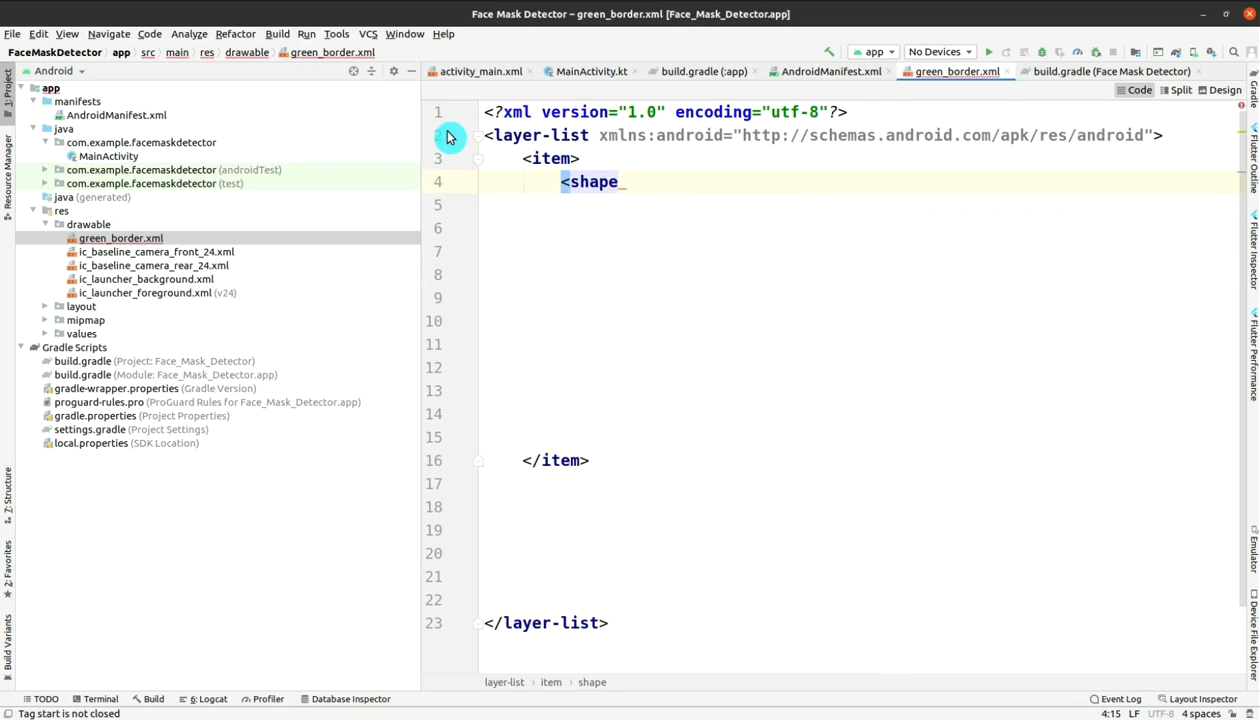 Face Mask Detector – green_border.xml [Face_Mask_Detector.app]
File Edit View Navigate Code Analyze Refactor Build Run Tools VCS Window Help
FaceMaskDetector app src main res drawable green_border.xml
app No Devices
1: Project
Resource Manager
7: Structure
2: Favorites
Build Variants
Android
app
manifests
AndroidManifest.xml
java
com.example.facemaskdetector
MainActivity
com.example.facemaskdetector (androidTest)
com.example.facemaskdetector (test)
java (generated)
res
drawable
green_border.xml
ic_baseline_camera_front_24.xml
ic_baseline_camera_rear_24.xml
ic_launcher_background.xml
ic_launcher_foreground.xml (v24)
layout
mipmap
values
Gradle Scripts
build.gradle (Project: Face_Mask_Detector)
build.gradle (Module: Face_Mask_Detector.app)
gradle-wrapper.properties (Gradle Version)
proguard-rules.pro (ProGuard Rules for Face_Mask_Detector.app)
gradle.properties (Project Properties)
settings.gradle (Project Settings)
local.properties (SDK Location)
activity_main.xml MainActivity.kt build.gradle (:app) AndroidManifest.xml green_border.xml build.gradle (Face Mask Detector)
Code Split Design
1 <?xml version="1.0" encoding="utf-8"?>
2 <layer-list xmlns:android="http://schemas.android.com/apk/res/android">
3 <item>
4 <shape
5
6
7
8
9
10
11
12
13
14
15
16 </item>
17
18
19
20
21
22
23 </layer-list>
layer-list item shape
Gradle
Flutter Outline
Flutter Inspector
Flutter Performance
Emulator
Device File Explorer
TODO Terminal Build 6: Logcat Profiler Database Inspector Event Log Layout Inspector
Tag start is not closed 4:15 LF UTF-8 4 spaces